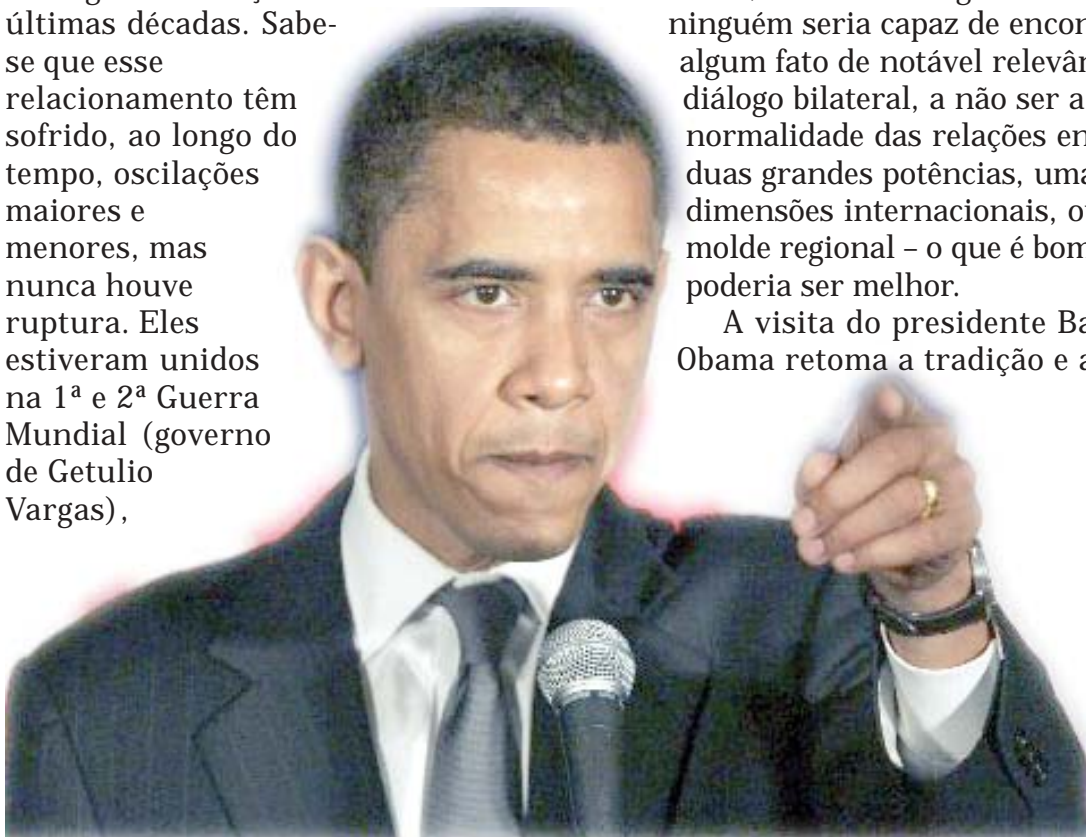 últimas décadas. Sabe-
se que esse
relacionamento têm
sofrido, ao longo do
tempo, oscilações
maiores e
menores, mas
nunca houve
ruptura. Eles
estiveram unidos
na 1ª e 2ª Guerra
Mundial (governo
de Getulio
Vargas),
ninguém seria capaz de encon
algum fato de notável relevân
diálogo bilateral, a não ser a
normalidade das relações en
duas grandes potências, uma
dimensões internacionais, o
molde regional – o que é bom
poderia ser melhor.
A visita do presidente Ba
Obama retoma a tradição e a